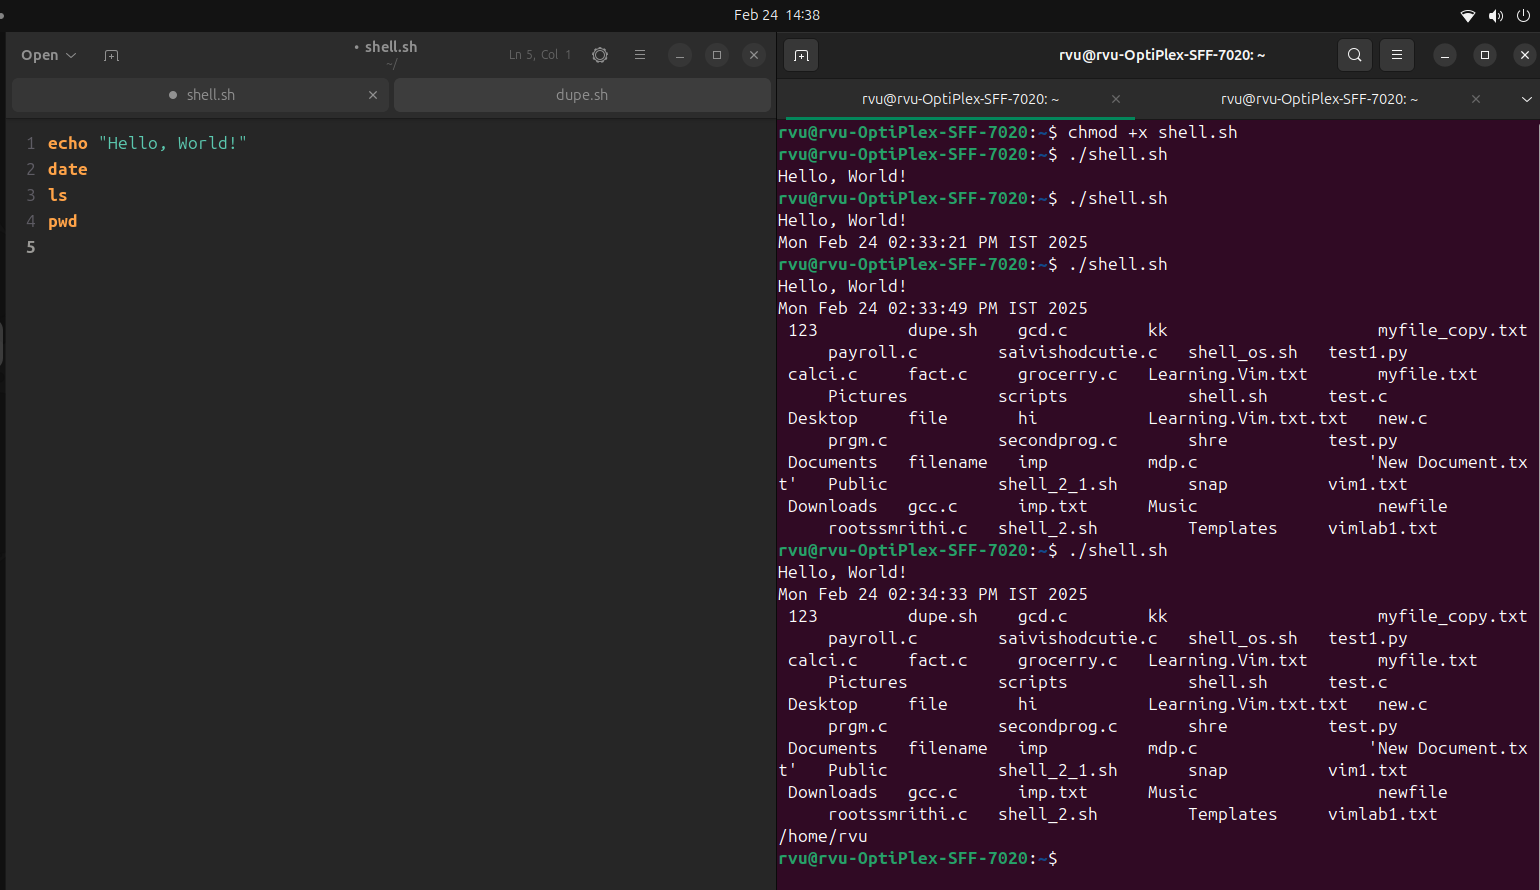 Feb 24 14:38
Open
• shell.sh
~/
Ln 5, Col 1
shell.sh
dupe.sh
1 echo "Hello, World!"
2 date
3 ls
4 pwd
5
rvu@rvu-OptiPlex-SFF-7020: ~
rvu@rvu-OptiPlex-SFF-7020: ~
rvu@rvu-OptiPlex-SFF-7020: ~
rvu@rvu-OptiPlex-SFF-7020:~$ chmod +x shell.sh
rvu@rvu-OptiPlex-SFF-7020:~$ ./shell.sh
Hello, World!
rvu@rvu-OptiPlex-SFF-7020:~$ ./shell.sh
Hello, World!
Mon Feb 24 02:33:21 PM IST 2025
rvu@rvu-OptiPlex-SFF-7020:~$ ./shell.sh
Hello, World!
Mon Feb 24 02:33:49 PM IST 2025
123 dupe.sh gcd.c kk myfile_copy.txt
payroll.c saivishodcutie.c shell_os.sh test1.py
calci.c fact.c grocerry.c Learning.Vim.txt myfile.txt
Pictures scripts shell.sh test.c
Desktop file hi Learning.Vim.txt.txt new.c
prgm.c secondprog.c shre test.py
Documents filename imp mdp.c 'New Document.tx
t' Public shell_2_1.sh snap vim1.txt
Downloads gcc.c imp.txt Music newfile
rootssmrithi.c shell_2.sh Templates vimlab1.txt
rvu@rvu-OptiPlex-SFF-7020:~$ ./shell.sh
Hello, World!
Mon Feb 24 02:34:33 PM IST 2025
123 dupe.sh gcd.c kk myfile_copy.txt
payroll.c saivishodcutie.c shell_os.sh test1.py
calci.c fact.c grocerry.c Learning.Vim.txt myfile.txt
Pictures scripts shell.sh test.c
Desktop file hi Learning.Vim.txt.txt new.c
prgm.c secondprog.c shre test.py
Documents filename imp mdp.c 'New Document.tx
t' Public shell_2_1.sh snap vim1.txt
Downloads gcc.c imp.txt Music newfile
rootssmrithi.c shell_2.sh Templates vimlab1.txt
/home/rvu
rvu@rvu-OptiPlex-SFF-7020:~$